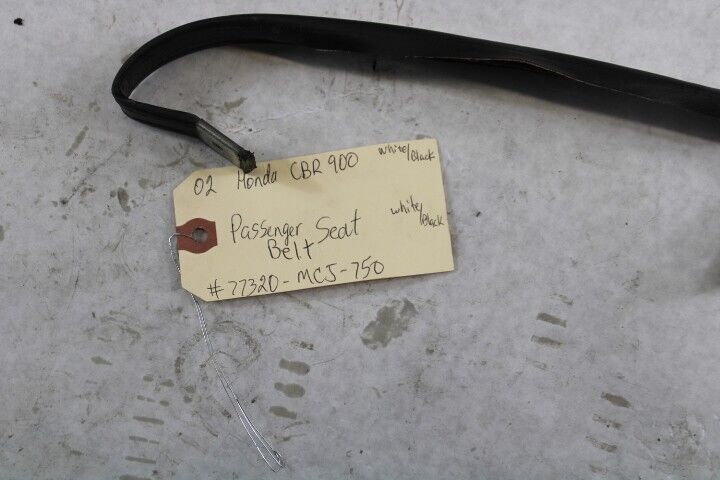 02 Honda CBR 900 White/Black
Passenger Seat white/Black
Belt
#77320-MCJ-750